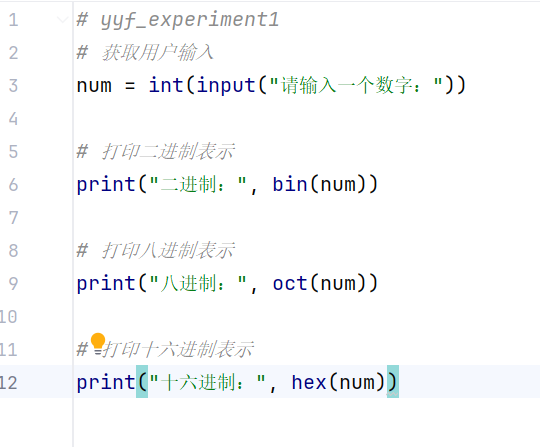 1 # yyf_experiment1
2 # 获取用户输入
3 num = int(input("请输入一个数字："))
4
5 # 打印二进制表示
6 print("二进制：", bin(num))
7
8 # 打印八进制表示
9 print("八进制：", oct(num))
10
11 # 打印十六进制表示
12 print("十六进制：", hex(num))